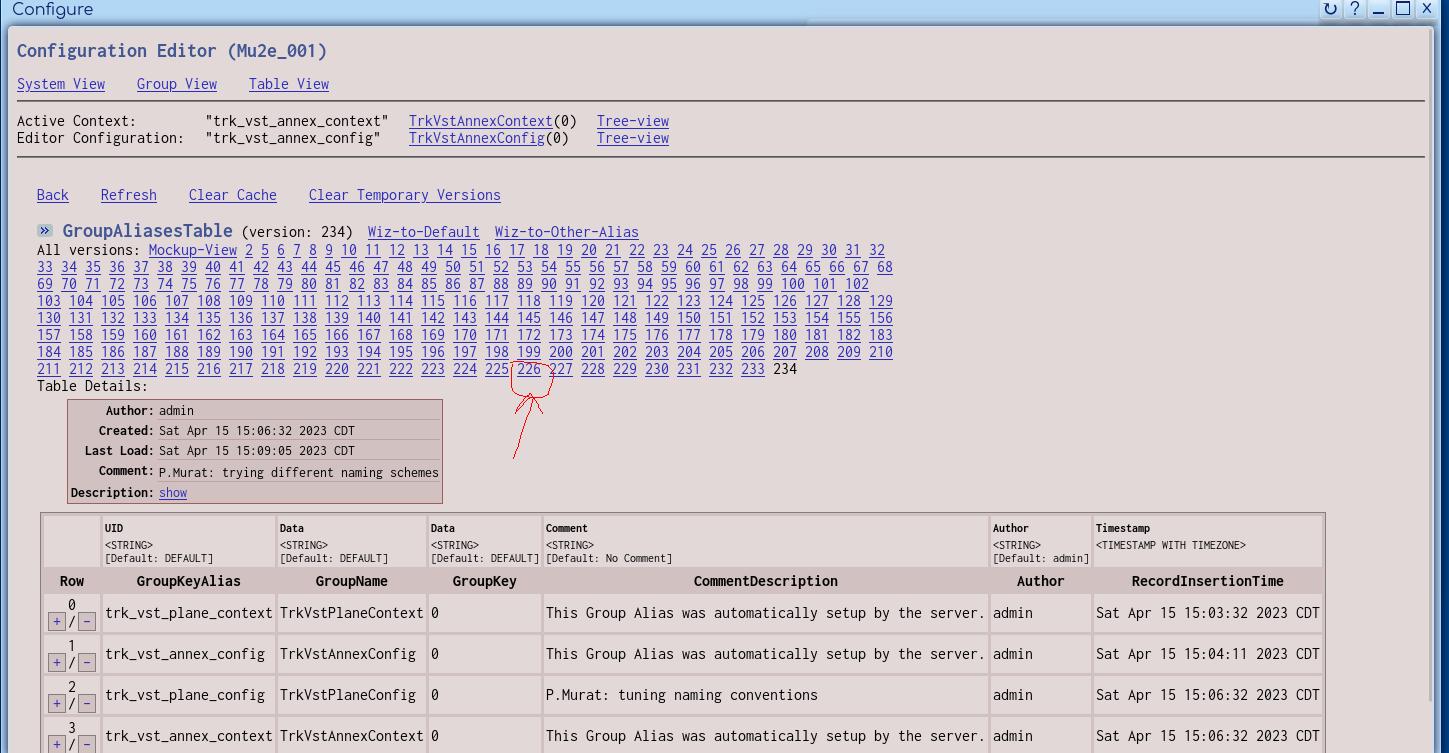 Configure
Configuration Editor (Mu2e_001)
System View Group View Table View
Active Context: "trk_vst_annex_context" TrkVstAnnexContext(0) Tree-view
Editor Configuration: "trk_vst_annex_config" TrkVstAnnexConfig(0) Tree-view
Back Refresh Clear Cache Clear Temporary Versions
» GroupAliasesTable (version: 234) Wiz-to-Default Wiz-to-Other-Alias
All versions: Mockup-View 2 5 6 7 8 9 10 11 12 13 14 15 16 17 18 19 20 21 22 23 24 25 26 27 28 29 30 31 32
33 34 35 36 37 38 39 40 41 42 43 44 45 46 47 48 49 50 51 52 53 54 55 56 57 58 59 60 61 62 63 64 65 66 67 68
69 70 71 72 73 74 75 76 77 78 79 80 81 82 83 84 85 86 87 88 89 90 91 92 93 94 95 96 97 98 99 100 101 102
103 104 105 106 107 108 109 110 111 112 113 114 115 116 117 118 119 120 121 122 123 124 125 126 127 128 129
130 131 132 133 134 135 136 137 138 139 140 141 142 143 144 145 146 147 148 149 150 151 152 153 154 155 156
157 158 159 160 161 162 163 164 165 166 167 168 169 170 171 172 173 174 175 176 177 178 179 180 181 182 183
184 185 186 187 188 189 190 191 192 193 194 195 196 197 198 199 200 201 202 203 204 205 206 207 208 209 210
211 212 213 214 215 216 217 218 219 220 221 222 223 224 225 226 227 228 229 230 231 232 233 234
Table Details:
Author: admin
Created: Sat Apr 15 15:06:32 2023 CDT
Last Load: Sat Apr 15 15:09:05 2023 CDT
Comment: P.Murat: trying different naming schemes
Description: show
UID Data Data Comment Author Timestamp
<STRING> <STRING> <STRING> <STRING> <STRING> <TIMESTAMP WITH TIMEZONE>
[Default: DEFAULT] [Default: DEFAULT] [Default: DEFAULT] [Default: No Comment] [Default: admin]
Row GroupKeyAlias GroupName GroupKey CommentDescription Author RecordInsertionTime
0 + / - trk_vst_plane_context TrkVstPlaneContext 0 This Group Alias was automatically setup by the server. admin Sat Apr 15 15:03:32 2023 CDT
1 + / - trk_vst_annex_config TrkVstAnnexConfig 0 This Group Alias was automatically setup by the server. admin Sat Apr 15 15:04:11 2023 CDT
2 + / - trk_vst_plane_config TrkVstPlaneConfig 0 P.Murat: tuning naming conventions admin Sat Apr 15 15:06:32 2023 CDT
3 + / - trk_vst_annex_context TrkVstAnnexContext 0 This Group Alias was automatically setup by the server. admin Sat Apr 15 15:06:32 2023 CDT